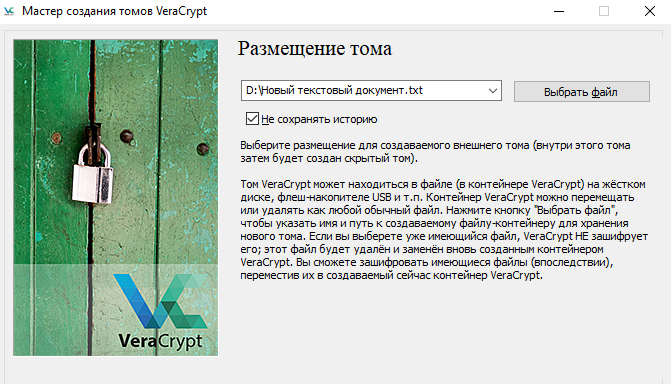 Мастер создания томов VeraCrypt
Размещение тома
D:\Новый текстовый документ.txt
Выбрать файл
Не сохранять историю
Выберите размещение для создаваемого внешнего тома (внутри этого тома
затем будет создан скрытый том).
Том VeraCrypt может находиться в файле (в контейнере VeraCrypt) на жёстком
диске, флеш-накопителе USB и т.п. Контейнер VeraCrypt можно перемещать
или удалять как любой обычный файл. Нажмите кнопку "Выбрать файл",
чтобы указать имя и путь к создаваемому файлу-контейнеру для хранения
нового тома. Если вы выберете уже имеющийся файл, VeraCrypt НЕ зашифрует
его; этот файл будет удалён и заменён вновь созданным контейнером
VeraCrypt. Вы сможете зашифровать имеющиеся файлы (впоследствии),
переместив их в создаваемый сейчас контейнер VeraCrypt.
VeraCrypt